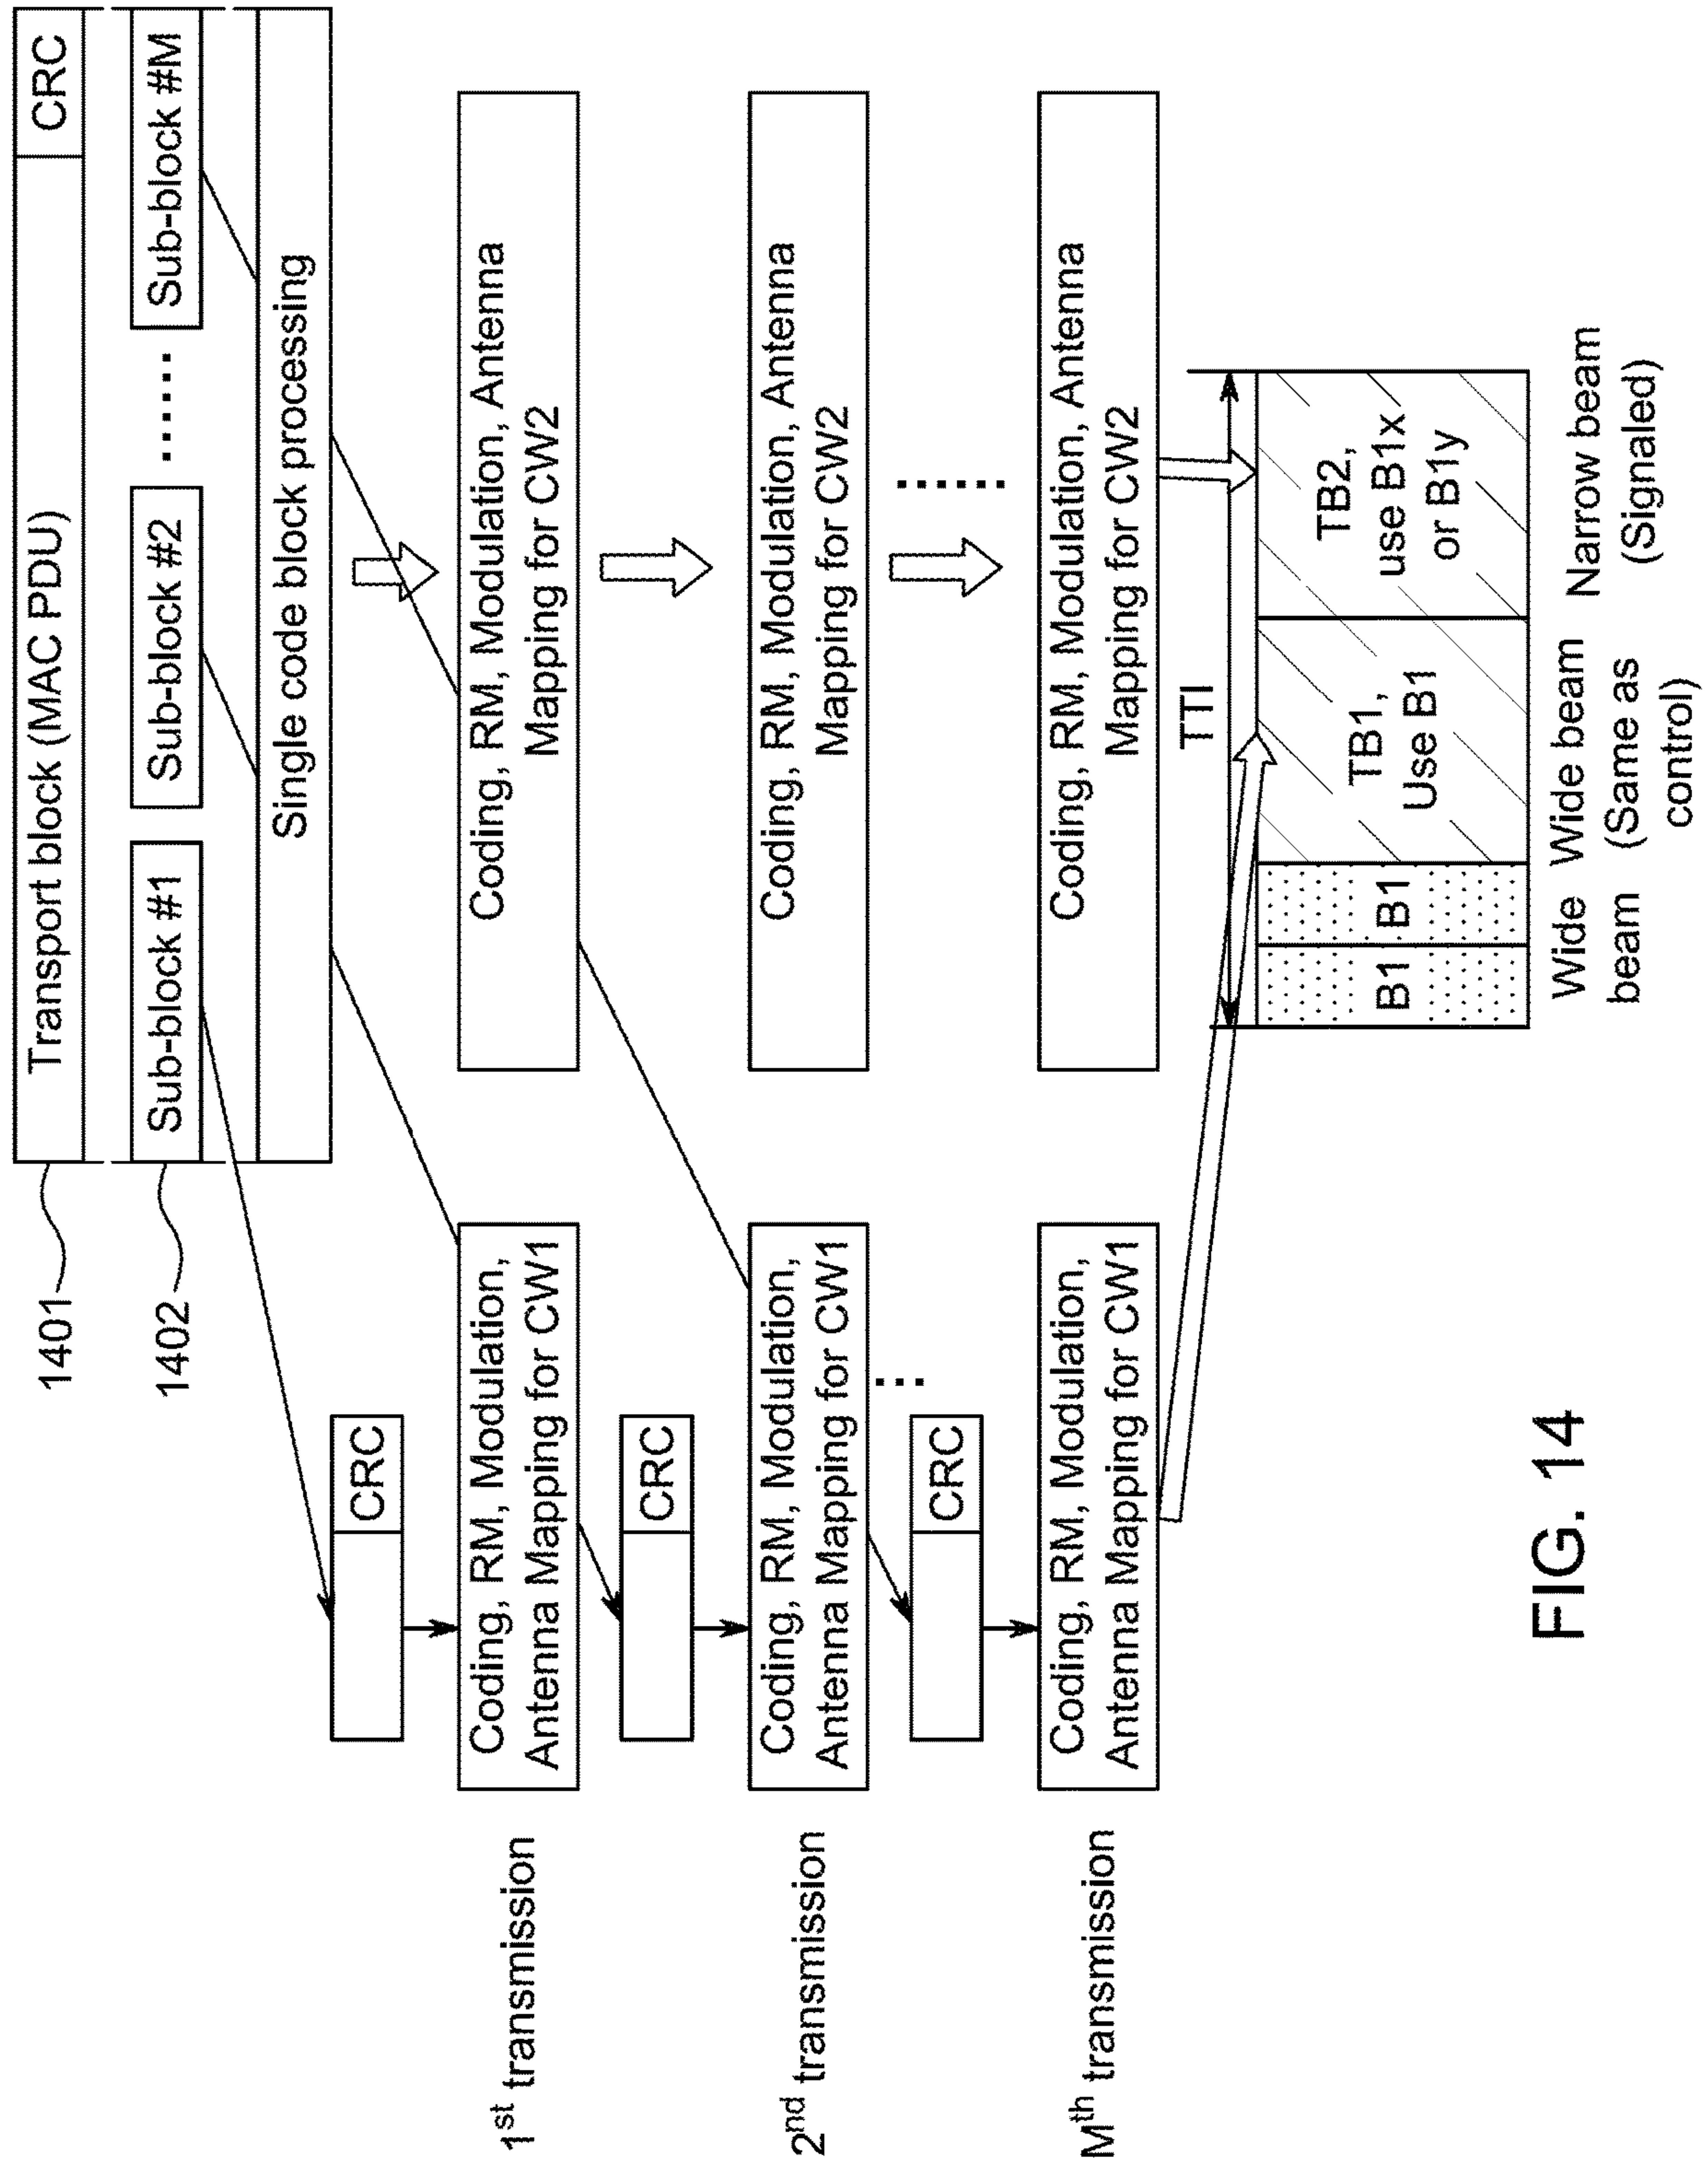 1401
Transport block (MAC PDU)
CRC
1402
Sub-block #1
Sub-block #2
......
Sub-block #M
Single code block processing
CRC
1st transmission
Coding, RM, Modulation,
Antenna Mapping for CW1
Coding, RM, Modulation, Antenna
Mapping for CW2
CRC
2nd transmission
Coding, RM, Modulation,
Antenna Mapping for CW1
Coding, RM, Modulation, Antenna
Mapping for CW2
...
......
CRC
Mth transmission
Coding, RM, Modulation,
Antenna Mapping for CW1
Coding, RM, Modulation, Antenna
Mapping for CW2
TTI
B1
B1
TB1,
Use B1
TB2,
use B1x
or B1y
Wide
beam
Wide beam
(Same as
control)
Narrow beam
(Signaled)
FIG. 14